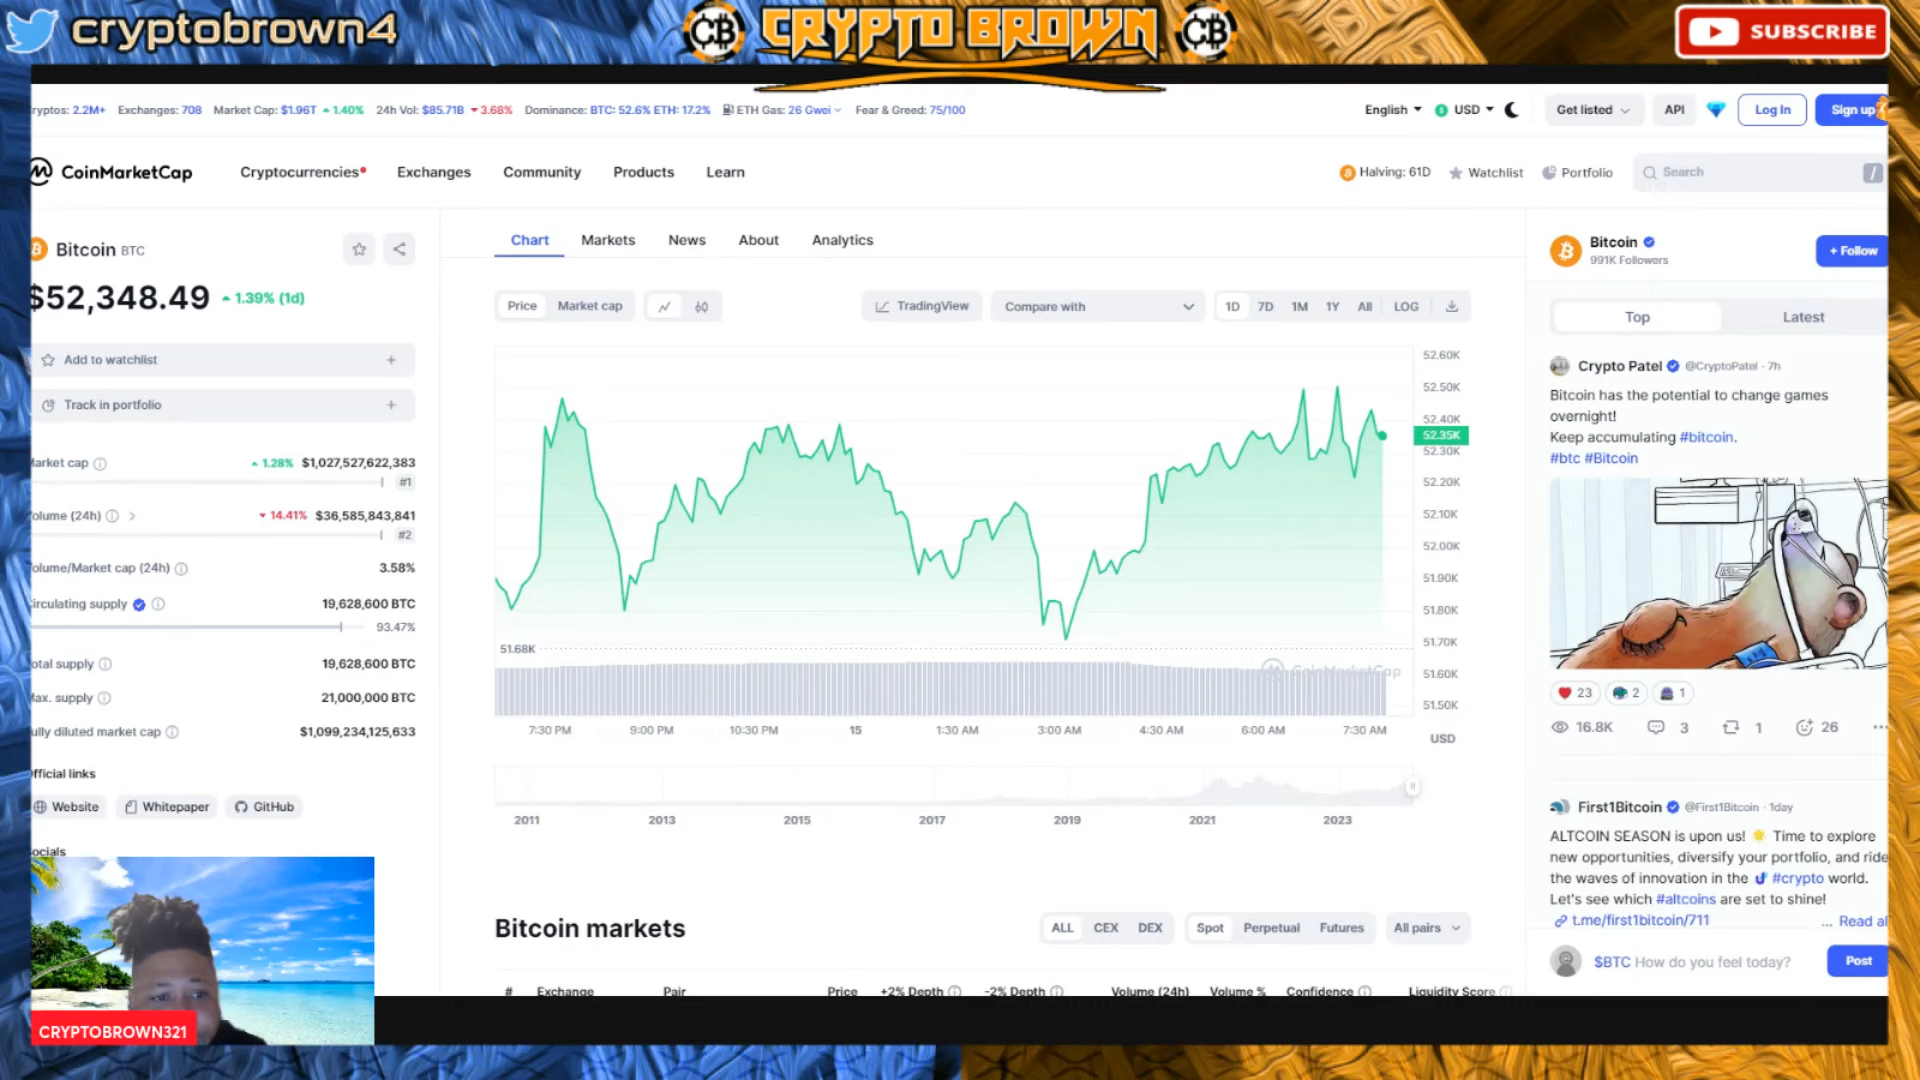 cryptobrown4
CRYPTO BROWN
CB
CB
SUBSCRIBE
ryptos: 2.2M+ Exchanges: 708 Market Cap: $1.96T 1.40% 24h Vol: $85.71B 3.68% Dominance: BTC: 52.6% ETH: 17.2% ETH Gas: 26 Gwei Fear & Greed: 75/100
English USD Get listed API Log In Sign up
CoinMarketCap Cryptocurrencies Exchanges Community Products Learn
Halving: 61D Watchlist Portfolio Search /
Bitcoin BTC
$52,348.49 1.39% (1d)
Add to watchlist +
Track in portfolio +
Market cap 1.28% $1,027,527,622,383
#1
olume (24h) 14.41% $36,585,843,841
#2
olume/Market cap (24h) 3.58%
irculating supply 19,628,600 BTC
93.47%
otal supply 19,628,600 BTC
Max. supply 21,000,000 BTC
ully diluted market cap $1,099,234,125,633
fficial links
Website Whitepaper GitHub
ocials
CRYPTOBROWN321
Chart Markets News About Analytics
Price Market cap TradingView Compare with 1D 7D 1M 1Y All LOG
52.60K
52.50K
52.40K
52.35K
52.30K
52.20K
52.10K
52.00K
51.90K
51.80K
51.70K
51.68K
51.60K
CoinMarketCap
51.50K
7:30 PM 9:00 PM 10:30 PM 15 1:30 AM 3:00 AM 4:30 AM 6:00 AM 7:30 AM
USD
2011 2013 2015 2017 2019 2021 2023
Bitcoin markets ALL CEX DEX Spot Perpetual Futures All pairs
# Exchange Pair Price +2% Depth -2% Depth Volume (24h) Volume % Confidence Liquidity Score
Bitcoin
991K Followers
+ Follow
Top Latest
Crypto Patel @CryptoPatel · 7h
Bitcoin has the potential to change games
overnight!
Keep accumulating #bitcoin.
#btc #Bitcoin
23 2 1
16.8K 3 1 26 ...
First1Bitcoin @First1Bitcoin · 1day
ALTCOIN SEASON is upon us! Time to explore
new opportunities, diversify your portfolio, and ride
the waves of innovation in the #crypto world.
Let's see which #altcoins are set to shine!
t.me/first1bitcoin/711 ... Read al
$BTC How do you feel today? Post